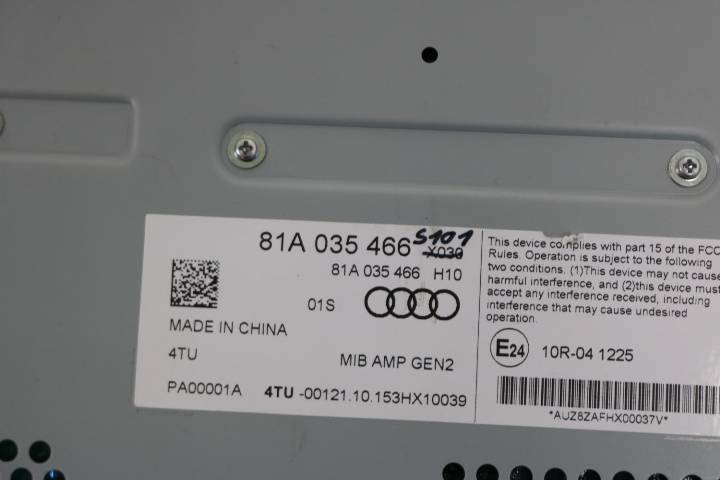 81A 035 466 X030 S101
81A 035 466 H10
01S
MADE IN CHINA
4TU MIB AMP GEN2
PA00001A 4TU -00121.10.153HX10039
This device complies with part 15 of the FCC
Rules. Operation is subject to the following
two conditions. (1)This device may not cause
harmful interference, and (2)this device must
accept any interference received, including
interference that may cause undesired
operation.
E24 10R-04 1225
*AUZ6ZAFHX00037V*